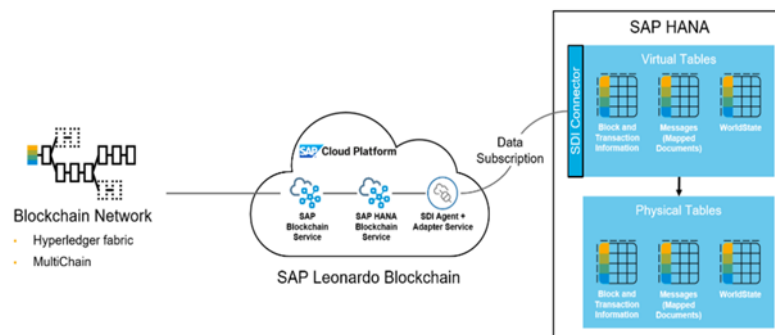 SAP HANA
SDI Connector
Virtual Tables
Block and
Transaction
Information
Messages
(Mapped
Documents)
WorldState
Data
Subscription
SAP Cloud Platform
SAP
Blockchain
Service
SAP HANA
Blockchain
Service
SDI Agent +
Adapter Service
SAP Leonardo Blockchain
Blockchain Network
• Hyperledger fabric
• MultiChain
Physical Tables
Block and
Transaction
Information
Messages
(Mapped
Documents)
WorldState